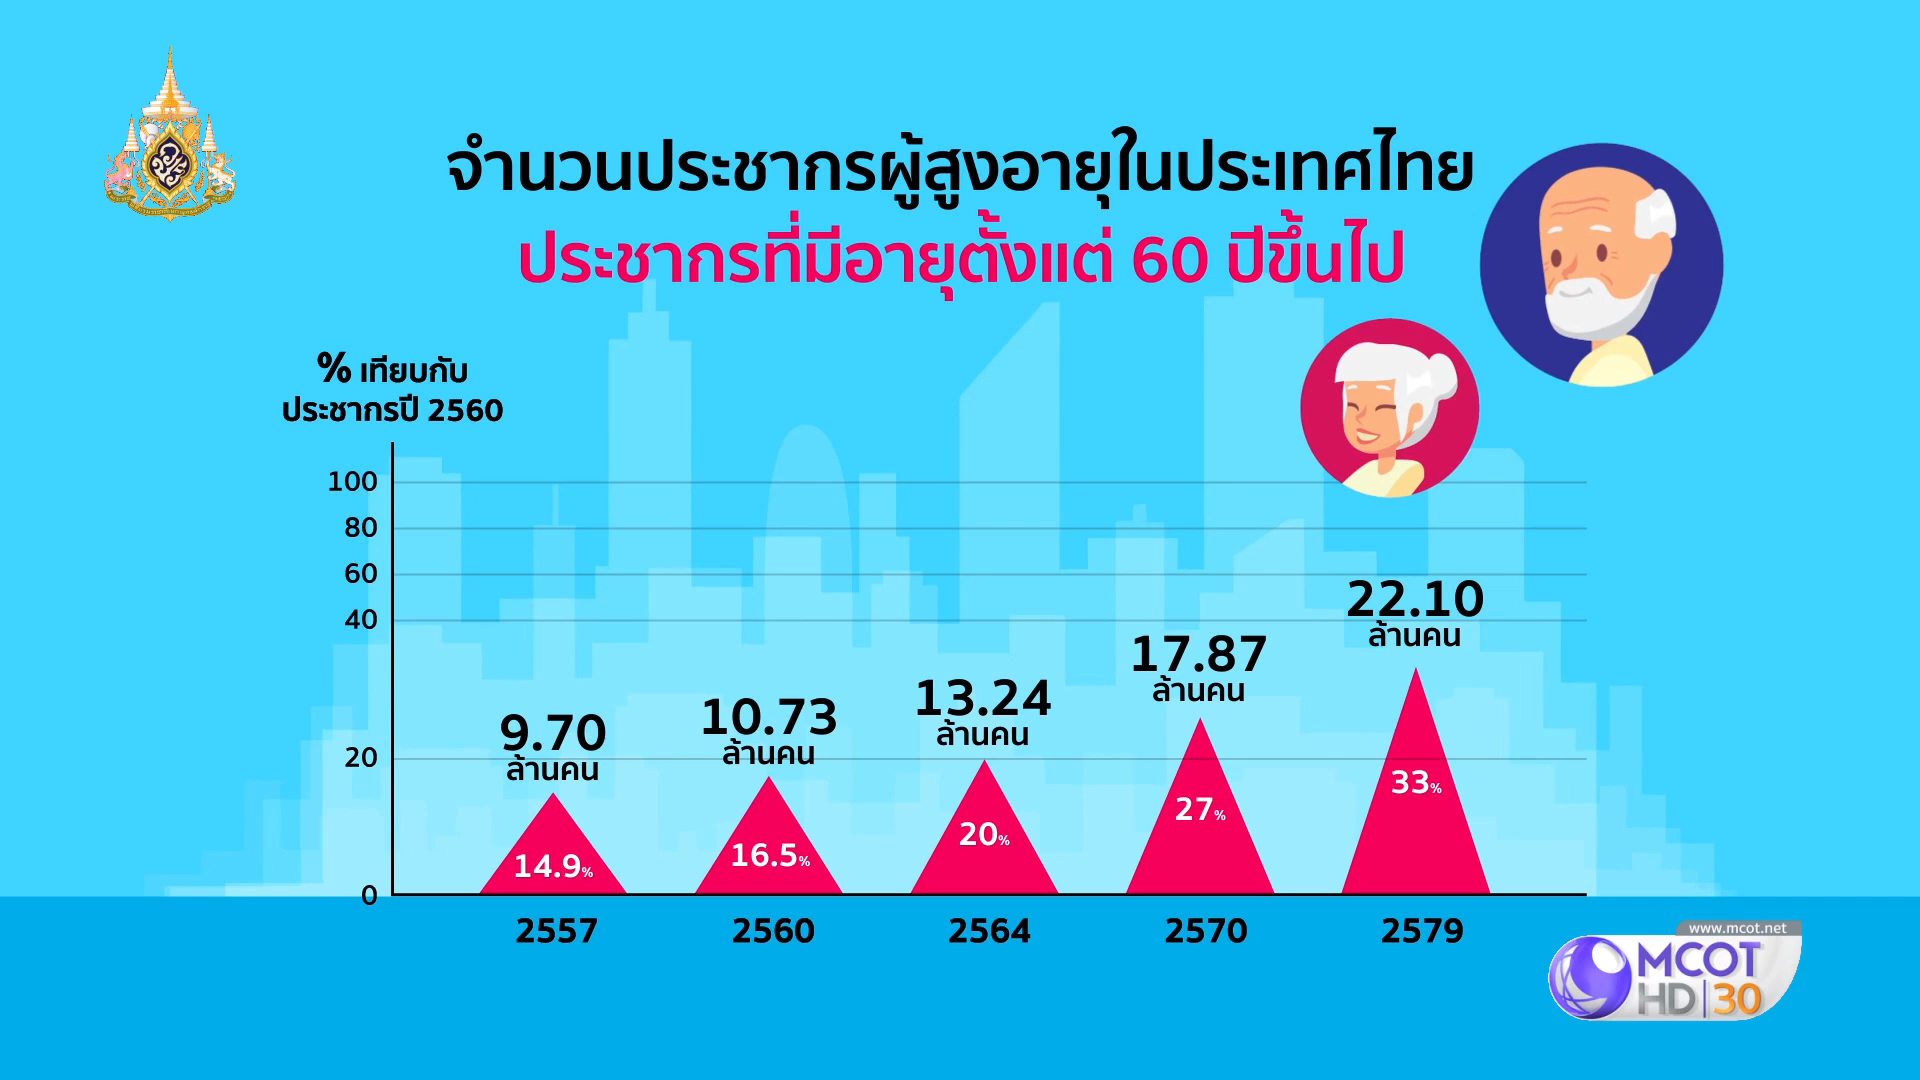 จำนวนประชากรผู้สูงอายุในประเทศไทย
ประชากรที่มีอายุตั้งแต่ 60 ปีขึ้นไป
% เทียบกับ
ประชากรปี 2560
100
80
60
40
20
0
9.70
ล้านคน
14.9%
2557
10.73
ล้านคน
16.5%
2560
13.24
ล้านคน
20%
2564
17.87
ล้านคน
27%
2570
22.10
ล้านคน
33%
2579
www.mcot.net
MCOT
HD|30